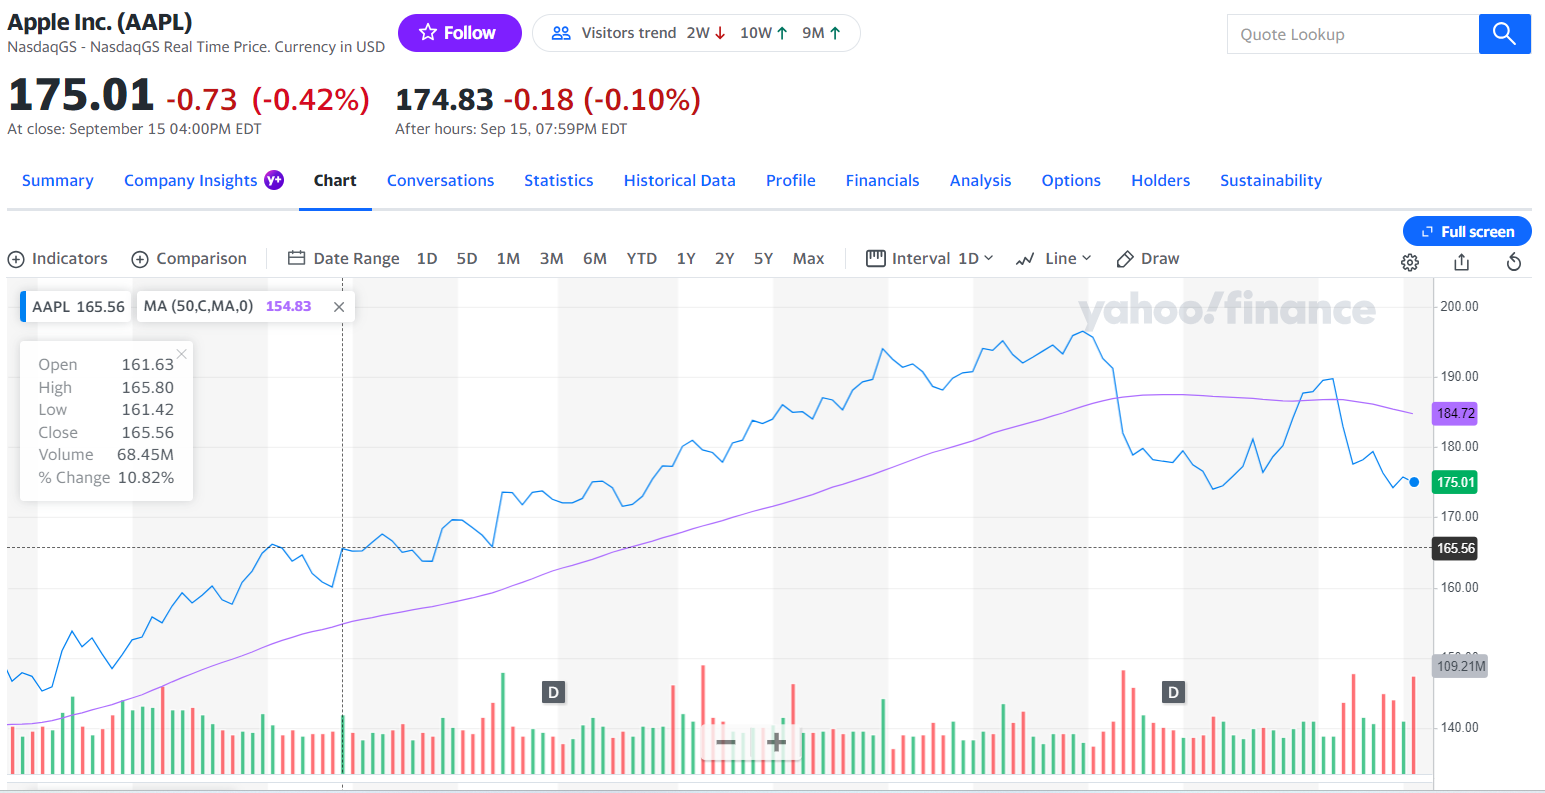 Apple Inc. (AAPL)
NasdaqGS - NasdaqGS Real Time Price. Currency in USD
Follow
Visitors trend 2W 10W 9M
Quote Lookup
175.01 -0.73 (-0.42%) 174.83 -0.18 (-0.10%)
At close: September 15 04:00PM EDT After hours: Sep 15, 07:59PM EDT
Summary Company Insights y+ Chart Conversations Statistics Historical Data Profile Financials Analysis Options Holders Sustainability
Full screen
Indicators Comparison Date Range 1D 5D 1M 3M 6M YTD 1Y 2Y 5Y Max Interval 1D Line Draw
AAPL 165.56 MA (50,C,MA,0) 154.83
yahoo!finance
Open 161.63
High 165.80
Low 161.42
Close 165.56
Volume 68.45M
% Change 10.82%
200.00
190.00
184.72
180.00
175.01
170.00
165.56
160.00
150.00
109.21M
140.00
D
D